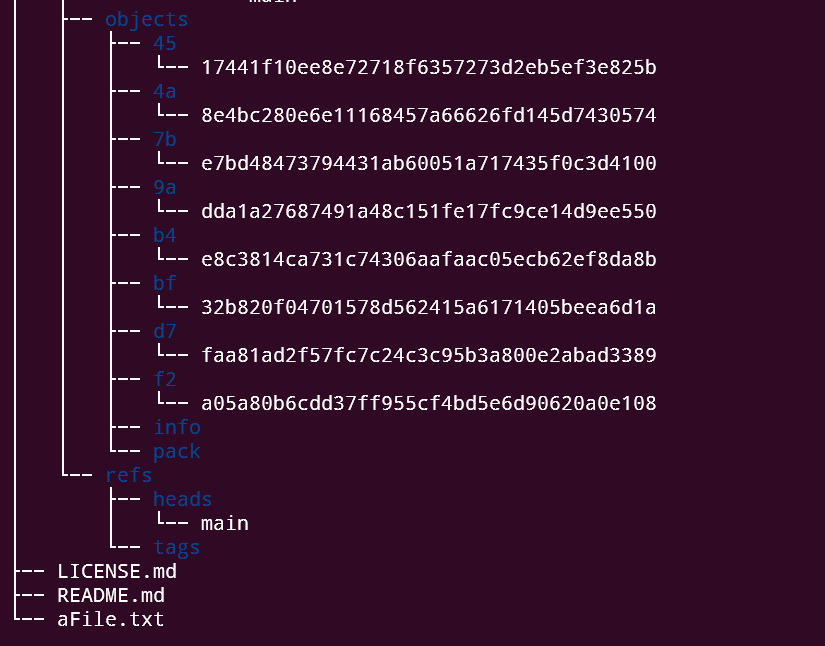 main
objects
45
17441f10ee8e72718f6357273d2eb5ef3e825b
4a
8e4bc280e6e11168457a66626fd145d7430574
7b
e7bd48473794431ab60051a717435f0c3d4100
9a
dda1a27687491a48c151fe17fc9ce14d9ee550
b4
e8c3814ca731c74306aafaac05ecb62ef8da8b
bf
32b820f04701578d562415a6171405beea6d1a
d7
faa81ad2f57fc7c24c3c95b3a800e2abad3389
f2
a05a80b6cdd37ff955cf4bd5e6d90620a0e108
info
pack
refs
heads
main
tags
LICENSE.md
README.md
aFile.txt